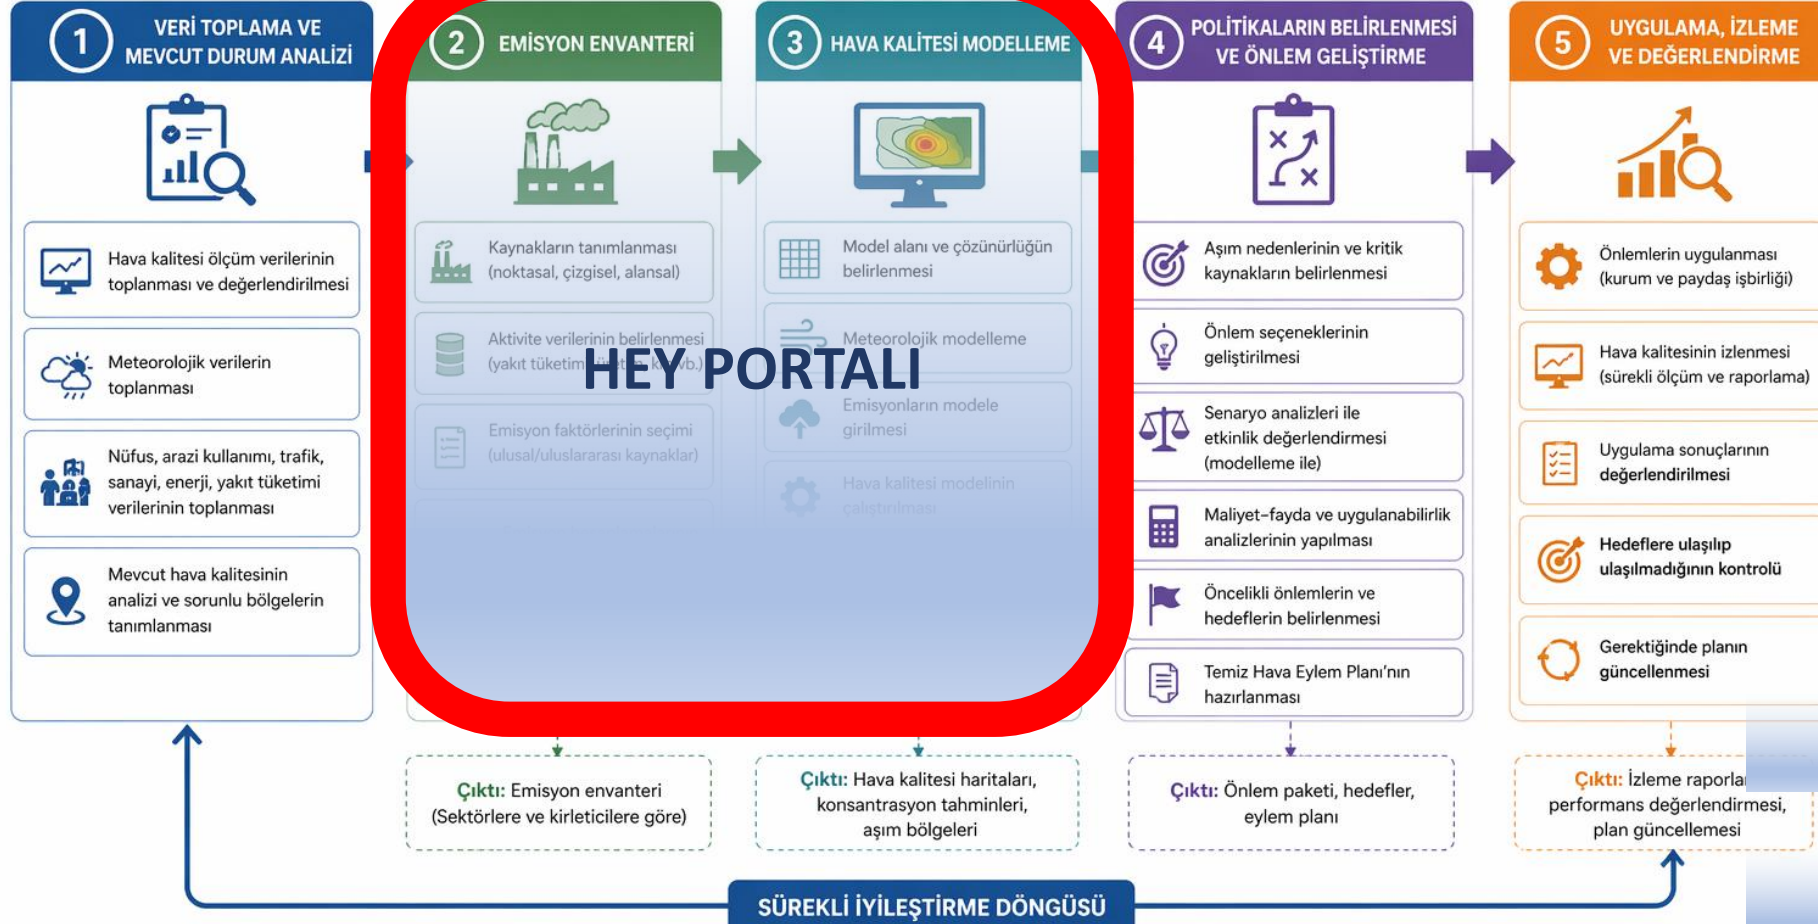 1
VERİ TOPLAMA VE
MEVCUT DURUM ANALİZİ
Hava kalitesi ölçüm verilerinin
toplanması ve değerlendirilmesi
Meteorolojik verilerin
toplanması
Nüfus, arazi kullanımı, trafik,
sanayi, enerji, yakıt tüketimi
verilerinin toplanması
Mevcut hava kalitesinin
analizi ve sorunlu bölgelerin
tanımlanması
2
EMİSYON ENVANTERİ
Kaynakların tanımlanması
(noktasal, çizgisel, alansal)
Aktivite verilerinin belirlenmesi
(yakıt tüketim vb.)
Emisyon faktörlerinin seçimi
(ulusal/uluslararası kaynaklar)
Çıktı: Emisyon envanteri
(Sektörlere ve kirleticilere göre)
HEY PORTALI
3
HAVA KALİTESİ MODELLEME
Model alanı ve çözünürlüğün
belirlenmesi
Meteorolojik modelleme
Emisyonların modele
girilmesi
Hava kalitesi modelinin
çalıştırılması
Çıktı: Hava kalitesi haritaları,
konsantrasyon tahminleri,
aşım bölgeleri
4
POLİTİKALARIN BELİRLENMESİ
VE ÖNLEM GELİŞTİRME
Aşım nedenlerinin ve kritik
kaynakların belirlenmesi
Önlem seçeneklerinin
geliştirilmesi
Senaryo analizleri ile
etkinlik değerlendirmesi
(modelleme ile)
Maliyet-fayda ve uygulanabilirlik
analizlerinin yapılması
Öncelikli önlemlerin ve
hedeflerin belirlenmesi
Temiz Hava Eylem Planı'nın
hazırlanması
Çıktı: Önlem paketi, hedefler,
eylem planı
5
UYGULAMA, İZLEME
VE DEĞERLENDİRME
Önlemlerin uygulanması
(kurum ve paydaş işbirliği)
Hava kalitesinin izlenmesi
(sürekli ölçüm ve raporlama)
Uygulama sonuçlarının
değerlendirilmesi
Hedeflere ulaşılıp
ulaşılmadığının kontrolü
Gerektiğinde planın
güncellenmesi
Çıktı: İzleme
performans değerlendirmesi,
plan güncellemesi
SÜREKLİ İYİLEŞTİRME DÖNGÜSÜ